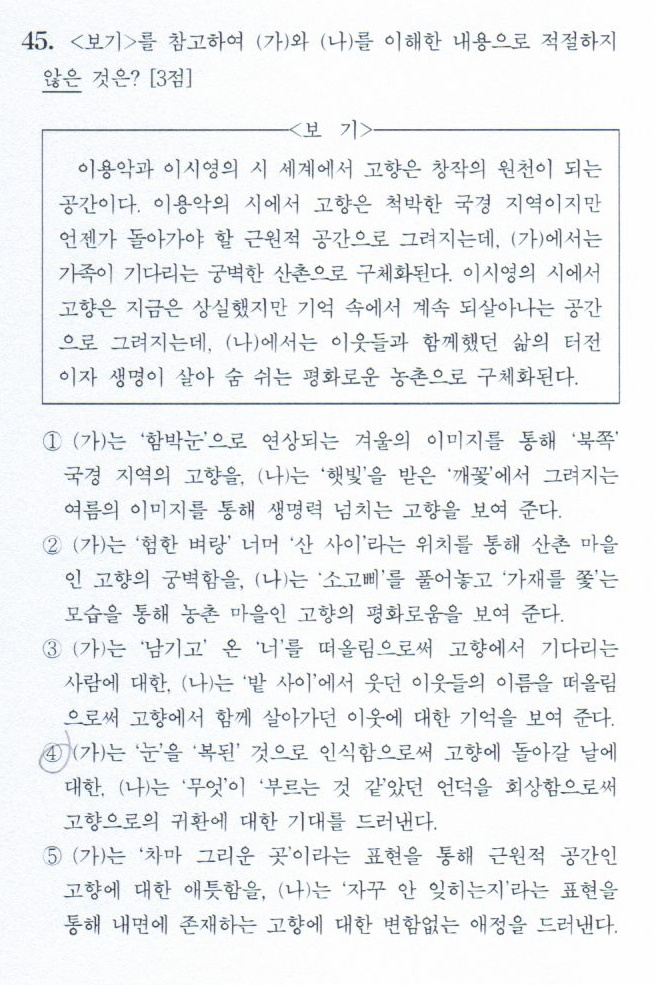 45. <보기>를 참고하여 (가)와 (나)를 이해한 내용으로 적절하지
않은 것은? [3점]
<보 기>
이용악과 이시영의 시 세계에서 고향은 창작의 원천이 되는
공간이다. 이용악의 시에서 고향은 척박한 국경 지역이지만
언젠가 돌아가야 할 근원적 공간으로 그려지는데, (가)에서는
가족이 기다리는 궁벽한 산촌으로 구체화된다. 이시영의 시에서
고향은 지금은 상실했지만 기억 속에서 계속 되살아나는 공간
으로 그려지는데, (나)에서는 이웃들과 함께했던 삶의 터전
이자 생명이 살아 숨 쉬는 평화로운 농촌으로 구체화된다.
① (가)는 ‘함박눈’으로 연상되는 겨울의 이미지를 통해 ‘북쪽’
국경 지역의 고향을, (나)는 ‘햇빛’을 받은 ‘깨꽃’에서 그려지는
여름의 이미지를 통해 생명력 넘치는 고향을 보여 준다.
② (가)는 ‘험한 벼랑’ 너머 ‘산 사이’라는 위치를 통해 산촌 마을
인 고향의 궁벽함을, (나)는 ‘소고삐’를 풀어놓고 ‘가재를 쫓’는
모습을 통해 농촌 마을인 고향의 평화로움을 보여 준다.
③ (가)는 ‘남기고’ 온 ‘너’를 떠올림으로써 고향에서 기다리는
사람에 대한, (나)는 ‘밭 사이’에서 웃던 이웃들의 이름을 떠올림
으로써 고향에서 함께 살아가던 이웃에 대한 기억을 보여 준다.
④ (가)는 ‘눈’을 ‘복된’ 것으로 인식함으로써 고향에 돌아갈 날에
대한, (나)는 ‘무엇’이 ‘부르는 것 같’았던 언덕을 회상함으로써
고향으로의 귀환에 대한 기대를 드러낸다.
⑤ (가)는 ‘차마 그리운 곳’이라는 표현을 통해 근원적 공간인
고향에 대한 애틋함을, (나)는 ‘자꾸 안 잊히는지’라는 표현을
통해 내면에 존재하는 고향에 대한 변함없는 애정을 드러낸다.